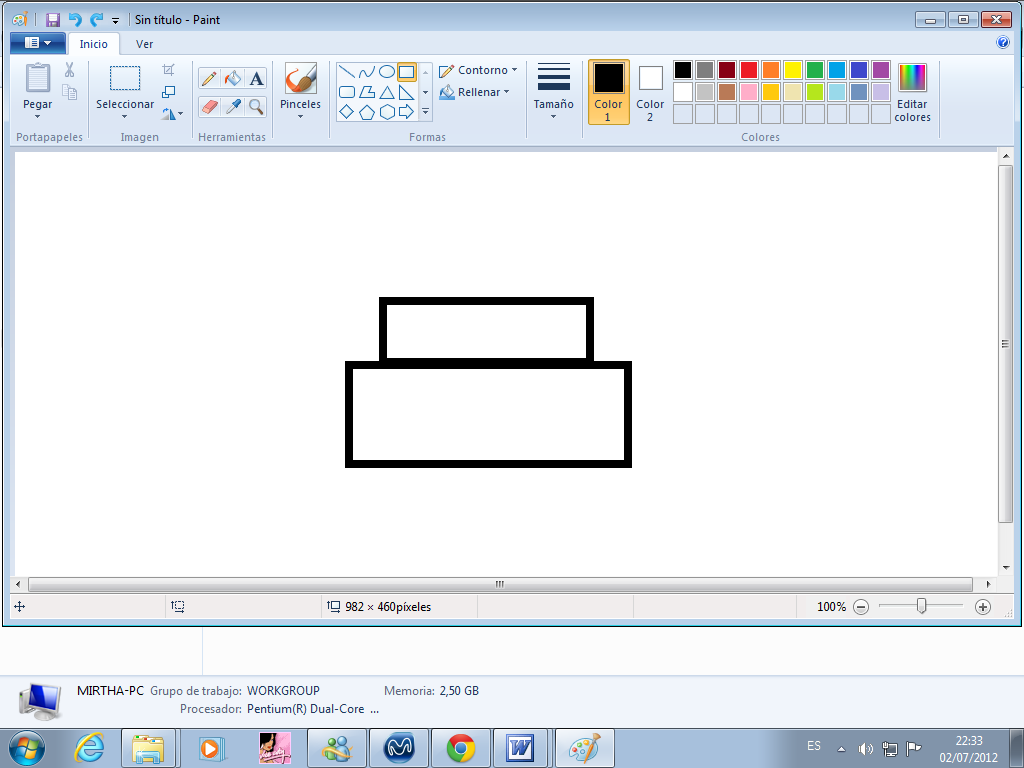 Sin título - Paint
Inicio Ver
Pegar
Seleccionar
A
Pinceles
Contorno
Rellenar
Tamaño
Color 1
Color 2
Editar colores
Portapapeles Imagen Herramientas Formas Colores
982 × 460píxeles 100%
MIRTHA-PC Grupo de trabajo: WORKGROUP Memoria: 2,50 GB
Procesador: Pentium(R) Dual-Core ...
ES 22:33
02/07/2012